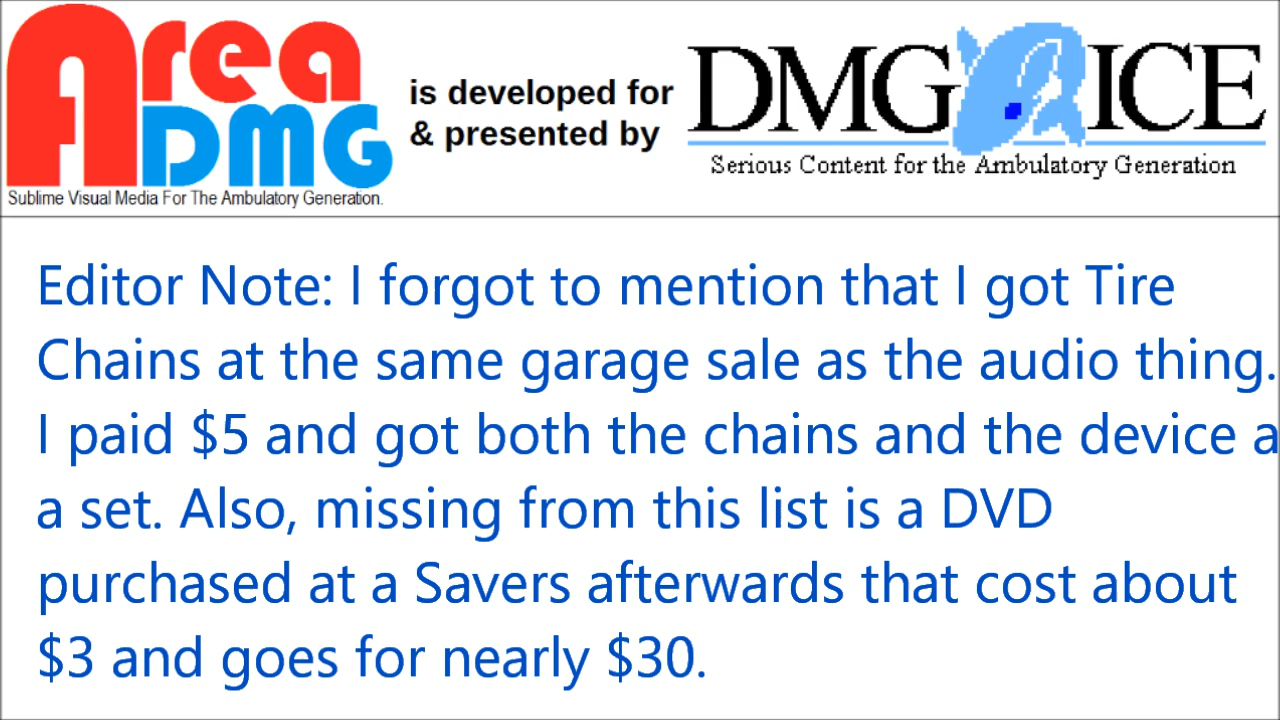 Area
DMG
Sublime Visual Media For The Ambulatory Generation.
is developed for
& presented by
DMG ICE
Serious Content for the Ambulatory Generation
Editor Note: I forgot to mention that I got Tire
Chains at the same garage sale as the audio thing.
I paid $5 and got both the chains and the device a
a set. Also, missing from this list is a DVD
purchased at a Savers afterwards that cost about
$3 and goes for nearly $30.